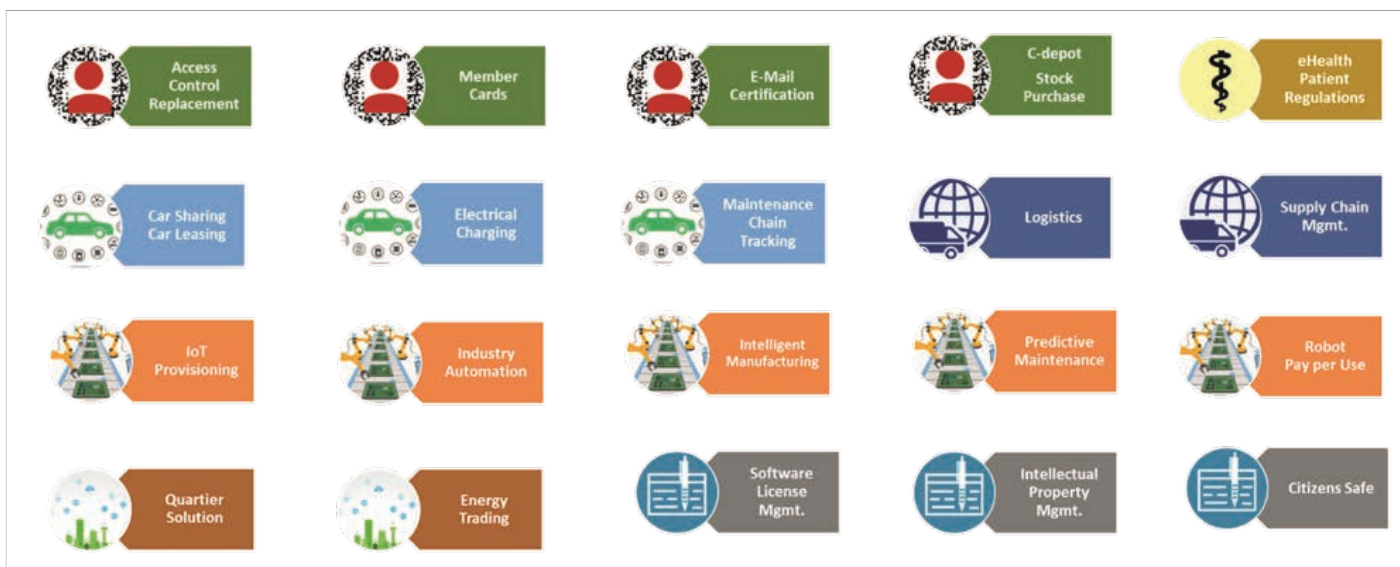 Access
Control
Replacement
Member
Cards
E-Mail
Certification
C-depot
Stock
Purchase
eHealth
Patient
Regulations
Car Sharing
Car Leasing
Electrical
Charging
Maintenance
Chain
Tracking
Logistics
Supply Chain
Mgmt.
IoT
Provisioning
Industry
Automation
Intelligent
Manufacturing
Predictive
Maintenance
Robot
Pay per Use
Quartier
Solution
Energy
Trading
Software
License
Mgmt.
Intellectual
Property
Mgmt.
Citizens Safe